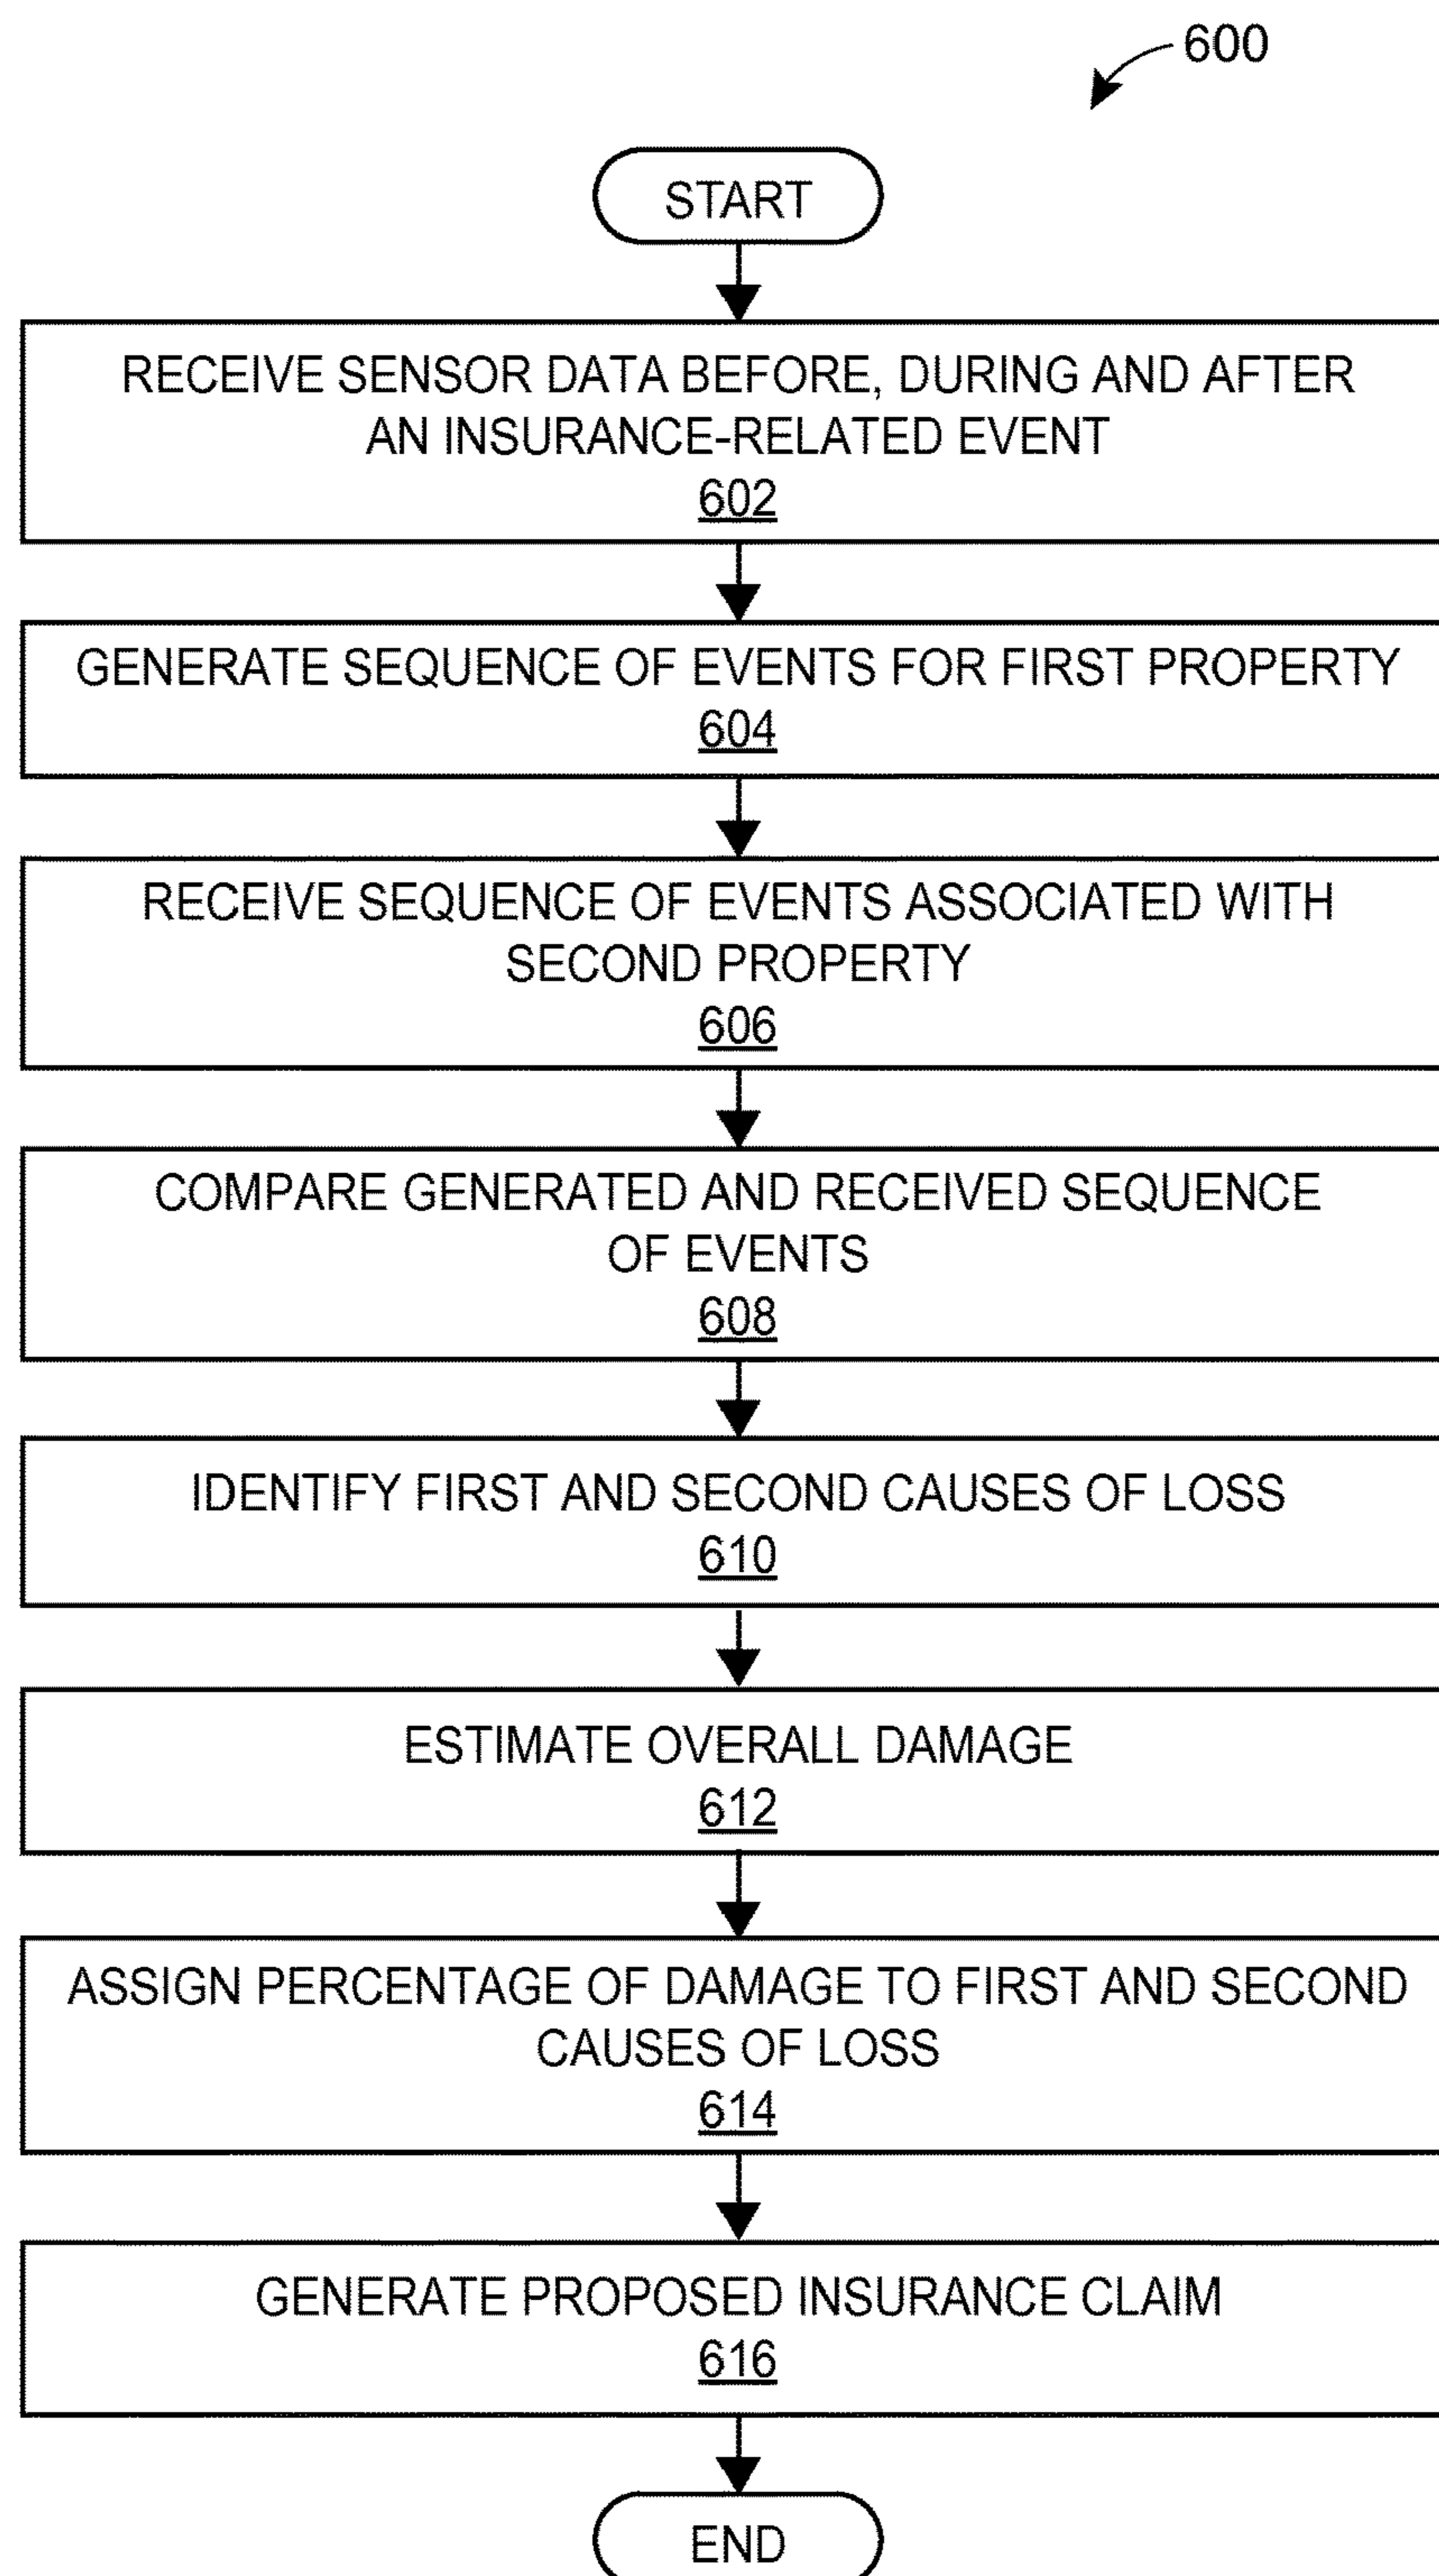 600
START
RECEIVE SENSOR DATA BEFORE, DURING AND AFTER
AN INSURANCE-RELATED EVENT
602
GENERATE SEQUENCE OF EVENTS FOR FIRST PROPERTY
604
RECEIVE SEQUENCE OF EVENTS ASSOCIATED WITH
SECOND PROPERTY
606
COMPARE GENERATED AND RECEIVED SEQUENCE
OF EVENTS
608
IDENTIFY FIRST AND SECOND CAUSES OF LOSS
610
ESTIMATE OVERALL DAMAGE
612
ASSIGN PERCENTAGE OF DAMAGE TO FIRST AND SECOND
CAUSES OF LOSS
614
GENERATE PROPOSED INSURANCE CLAIM
616
END